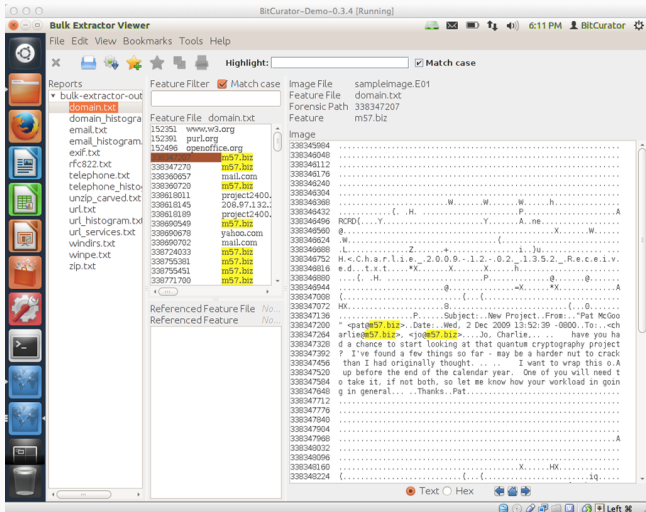 BitCurator-Demo-0.3.4 [Running]
Bulk Extractor Viewer
6:11 PM BitCurator
File Edit View Bookmarks Tools Help
Highlight: Match case
Reports
bulk-extractor-out
domain.txt
domain_histogra
email.txt
email_histogram.
exif.txt
rfc822.txt
telephone.txt
telephone_histo
unzip_carved.txt
url.txt
url_histogram.txt
url_services.txt
windirs.txt
winpe.txt
zip.txt
Feature Filter Match case
Feature File domain.txt
152351 www.w3.org
152391 purl.org
152496 openoffice.org
338347207 m57.biz
338347270 m57.biz
338360657 mail.com
338360720 m57.biz
338618011 project2400.
338618145 208.97.132.
338618189 project2400.
338690549 m57.biz
338690678 yahoo.com
338690702 mail.com
338724033 m57.biz
338755381 m57.biz
338755451 m57.biz
338771700 m57.biz
Referenced Feature File No...
Referenced Feature No...
Image File sampleimage.E01
Feature File domain.txt
Forensic Path 338347207
Feature m57.biz
Image
338345984
338346048
338346112
338346176
338346240
338346304
338346368
338346432
338346496 RCRD
338346560
338346624
338346688
338346752 H.<.C.h.a.r.l.i.e._.2.0.0.9.-.1.2.-.0.2._.1.3.5.2._.R.e.c.e.i.v.
338346816 e.d...t.x.t
338346880
338346944
338347008
338347072
338347136 Subject:..New Project..From:.."Pat McGoo
338347200 " <pat@m57.biz>..Date:..Wed, 2 Dec 2009 13:52:39 -0800..To:..<ch
338347264 arlie@m57.biz>, <jo@m57.biz>....Jo, Charlie,.. .. have you ha
338347328 d a chance to start looking at that quantum cryptography project
338347392 ? I've found a few things so far - may be a harder nut to crack
338347456 than I had originally thought. .. .. I want to wrap this o.A
338347520 up before the end of the calendar year. One of you will need t
338347584 o take it, if not both, so let me know how your workload in goin
338347648 g in general... ..Thanks..Pat
338347712
338347776
338347840
338347904
338347968
338348032
338348096
338348160
338348224
Text Hex
Left ⌘